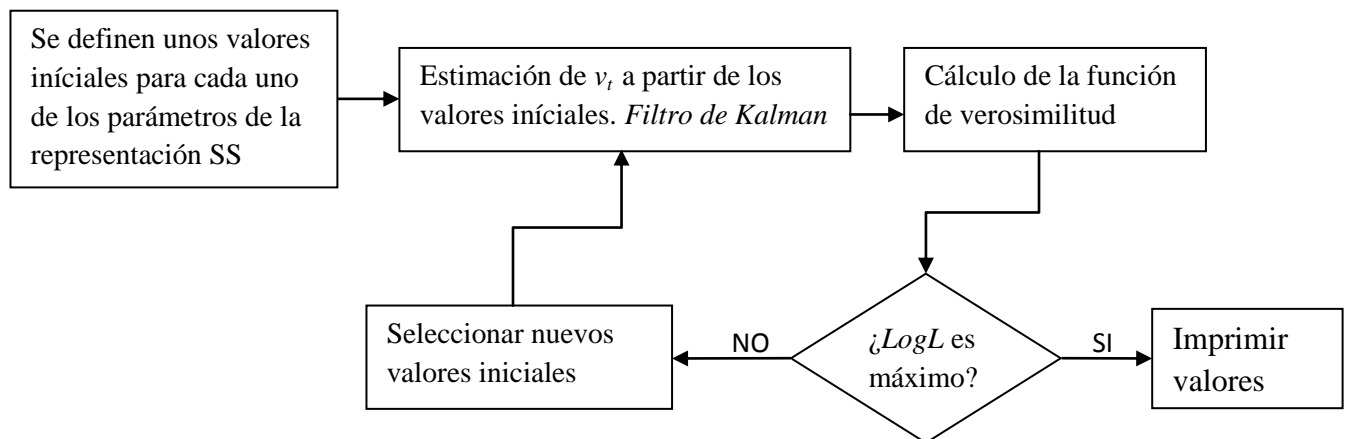 Se definen unos valores
iníciales para cada uno
de los parámetros de la
representación SS
Estimación de v_t a partir de los
valores iníciales. Filtro de Kalman
Cálculo de la función
de verosimilitud
¿LogL es
máximo?
NO
Seleccionar nuevos
valores iniciales
SI
Imprimir
valores